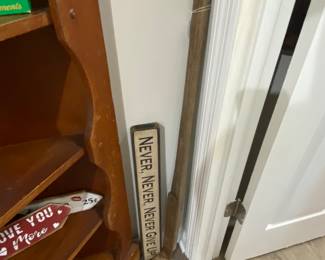 ments
NEVER, NEVER, NEVER GIVE UP
OVE YOU
More
25¢